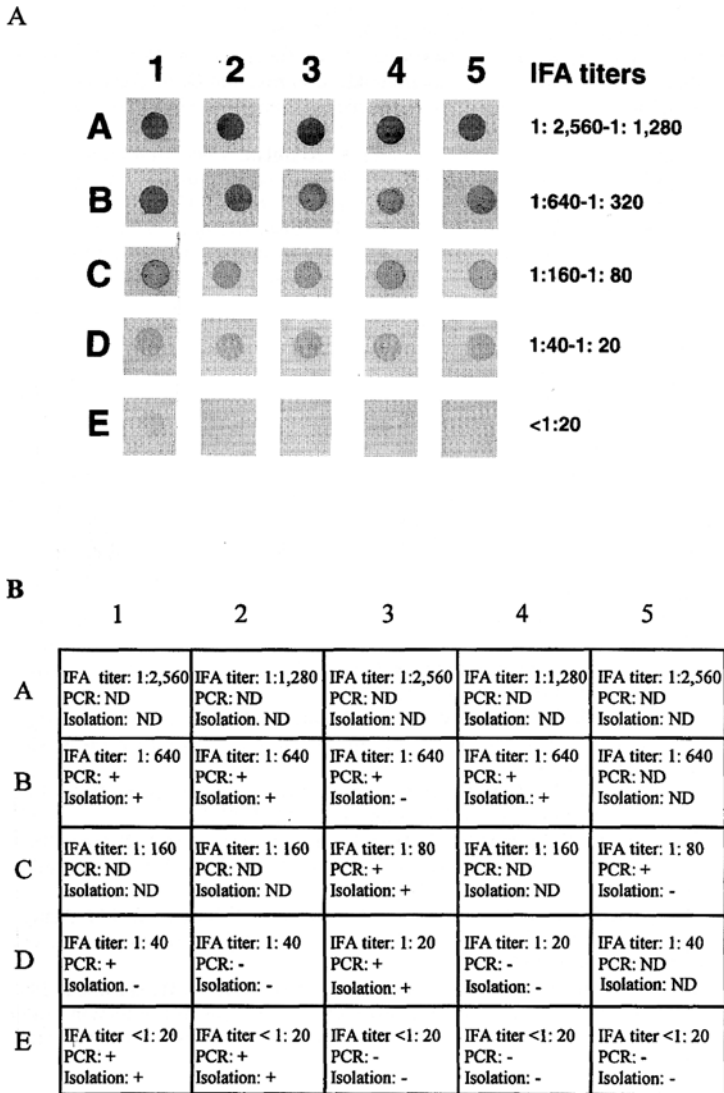 A
1 2 3 4 5 IFA titers
A 1: 2,560-1: 1,280
B 1:640-1: 320
C 1:160-1: 80
D 1:40-1: 20
E <1:20
B
1 2 3 4 5
A
IFA titer: 1:2,560 IFA titer: 1:1,280 IFA titer: 1:2,560 IFA titer: 1:1,280 IFA titer: 1:2,560
PCR: ND PCR: ND PCR: ND PCR: ND PCR: ND
Isolation: ND Isolation. ND Isolation: ND Isolation: ND Isolation: ND
B
IFA titer: 1: 640 IFA titer: 1: 640 IFA titer: 1: 640 IFA titer: 1: 640 IFA titer: 1: 640
PCR: + PCR: + PCR: + PCR: + PCR: ND
Isolation: + Isolation: + Isolation: - Isolation.: + Isolation: ND
C
IFA titer: 1: 160 IFA titer: 1: 160 IFA titer: 1: 80 IFA titer: 1: 160 IFA titer: 1: 80
PCR: ND PCR: ND PCR: + PCR: ND PCR: +
Isolation: ND Isolation: ND Isolation: + Isolation: ND Isolation: -
D
IFA titer: 1: 40 IFA titer: 1: 40 IFA titer: 1: 20 IFA titer: 1: 20 IFA titer: 1: 40
PCR: + PCR: - PCR: + PCR: - PCR: ND
Isolation. - Isolation: - Isolation: + Isolation: - Isolation: ND
E
IFA titer <1: 20 IFA titer < 1: 20 IFA titer <1: 20 IFA titer <1: 20 IFA titer <1: 20
PCR: + PCR: + PCR: - PCR: - PCR: -
Isolation: + Isolation: + Isolation: - Isolation: - Isolation: -